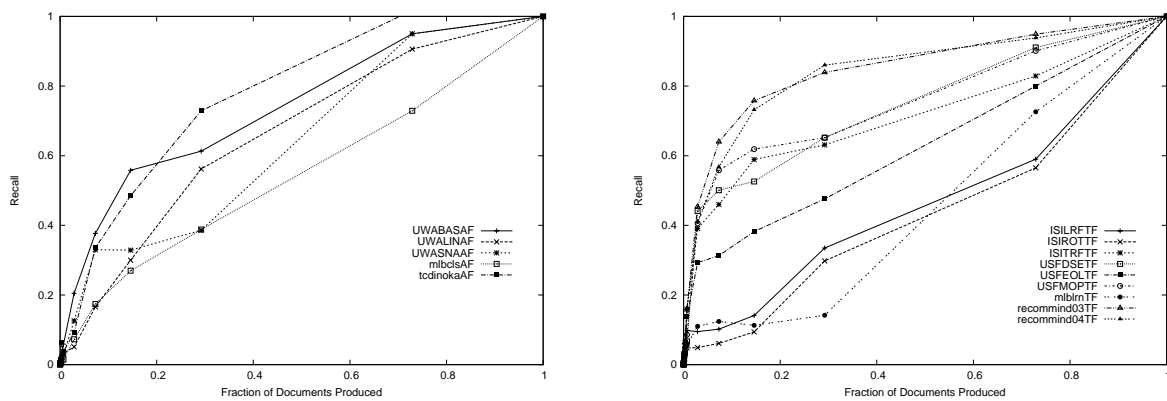 1
0.8
0.6
0.4
0.2
0
0 0.2 0.4 0.6 0.8 1
Recall
Fraction of Documents Produced
UWABASAF
UWALINAF
UWASNAAF
mlbclsAF
tcdinokaAF
1
0.8
0.6
0.4
0.2
0
0 0.2 0.4 0.6 0.8 1
Recall
Fraction of Documents Produced
ISILRFTF
ISIROTTF
ISITRFTF
USFDSETF
USFEOLTF
USFMOPTF
mlblrnTF
recommind03TF
recommind04TF